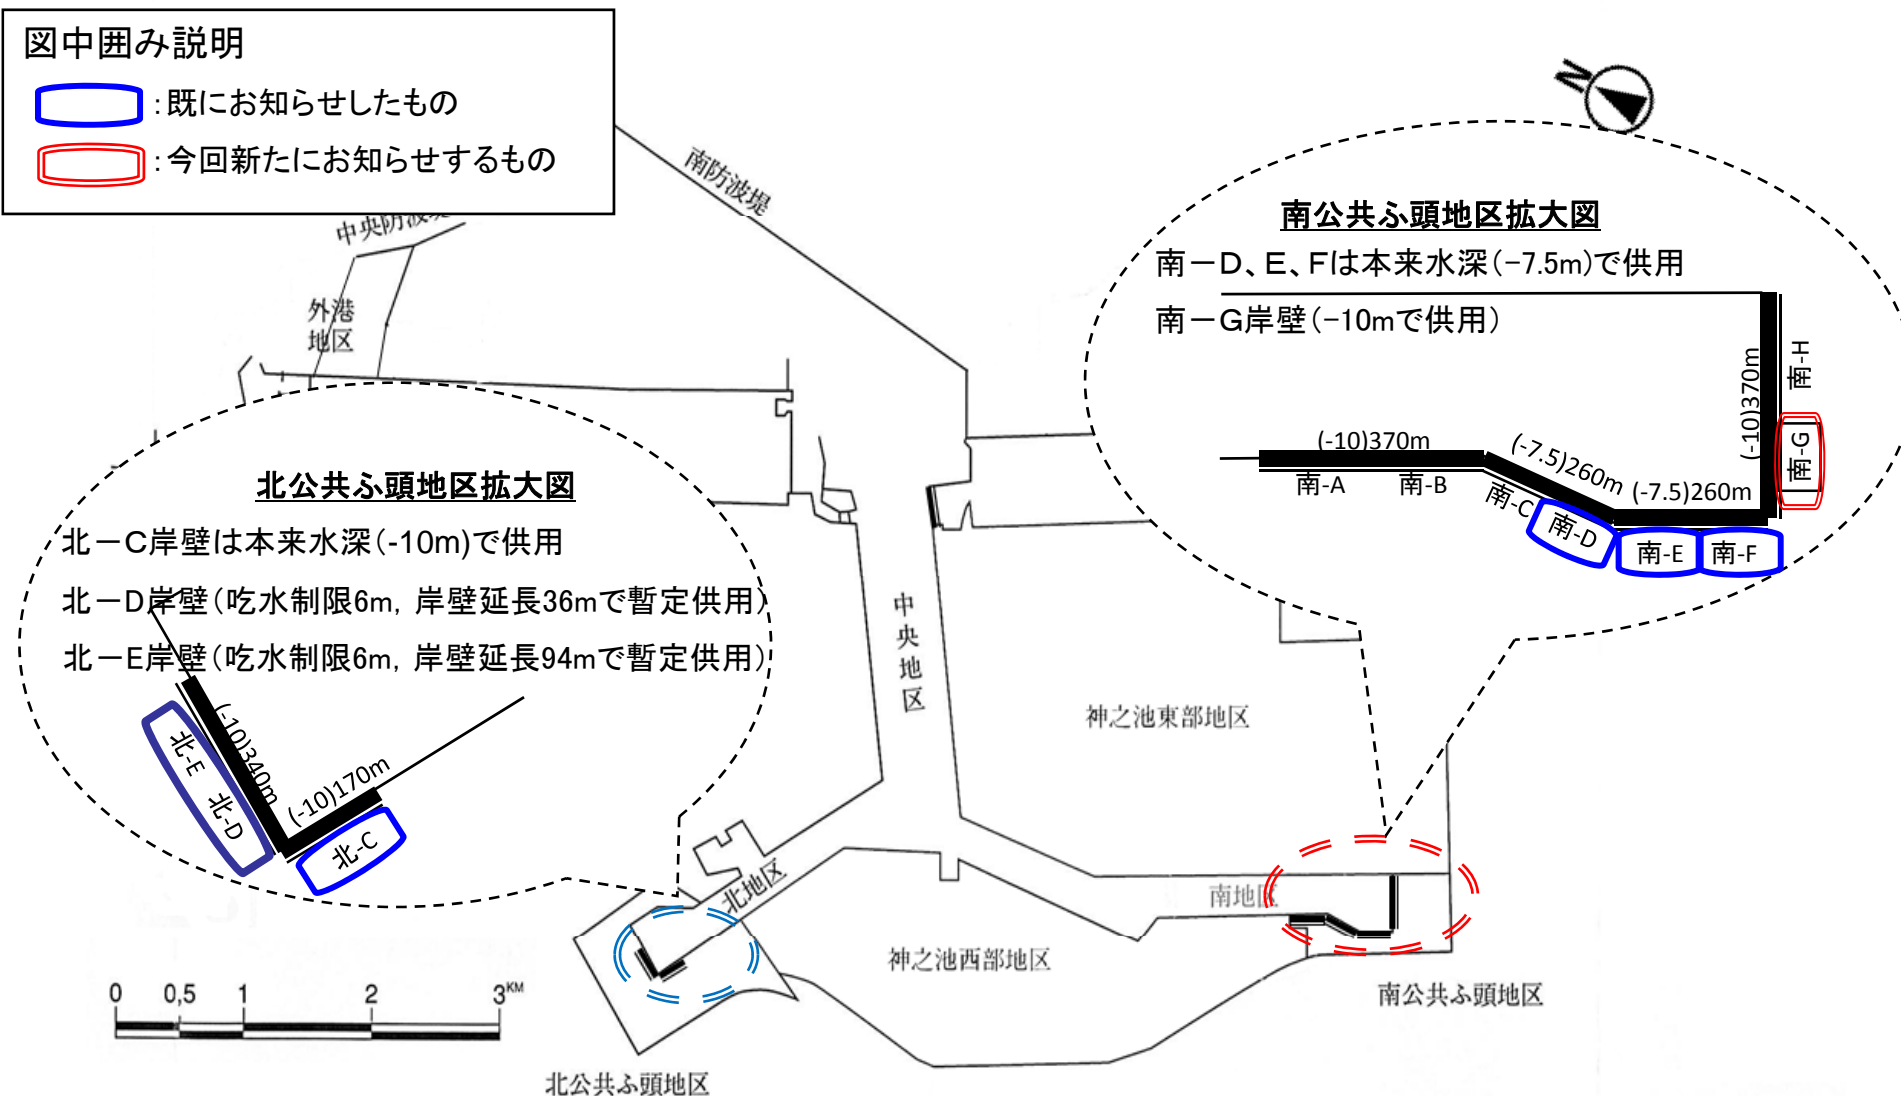 図中囲み説明
：既にお知らせしたもの
：今回新たにお知らせするもの
南防波堤
中央防波堤
外港
地区
N
南公共ふ頭地区拡大図
南－D、E、Fは本来水深（−7.5m）で供用
南－G岸壁（−10mで供用）
(-10)370m
南-A
南-B
(-7.5)260m
南-C
南-D
(-7.5)260m
南-E
南-F
(-10)370m
南-H
南-G
北公共ふ頭地区拡大図
北－C岸壁は本来水深(-10m)で供用
北－D岸壁（吃水制限6m，岸壁延長36mで暫定供用）
北－E岸壁（吃水制限6m，岸壁延長94mで暫定供用）
(-10)340m
北-E
北-D
(-10)170m
北-C
中央地区
神之池東部地区
北地区
南地区
神之池西部地区
南公共ふ頭地区
0 0,5 1 2 3KM
北公共ふ頭地区